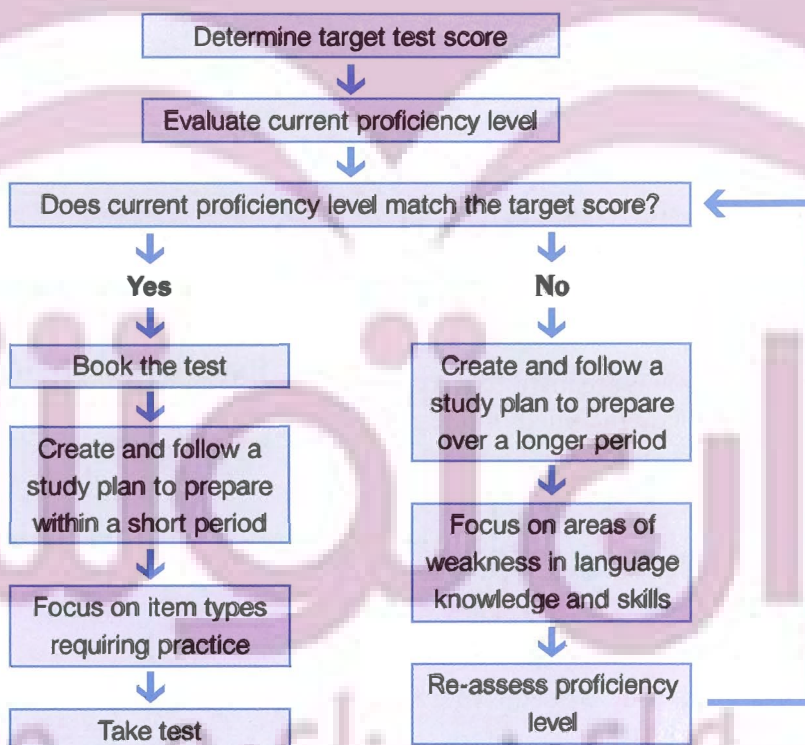 Determine target test score
Evaluate current proficiency level
Does current proficiency level match the target score?
Yes
Book the test
Create and follow a
study plan to prepare
within a short period
Focus on item types
requiring practice
Take test
No
Create and follow a
study plan to prepare
over a longer period
Focus on areas of
weakness in language
knowledge and skills
Re-assess proficiency
level